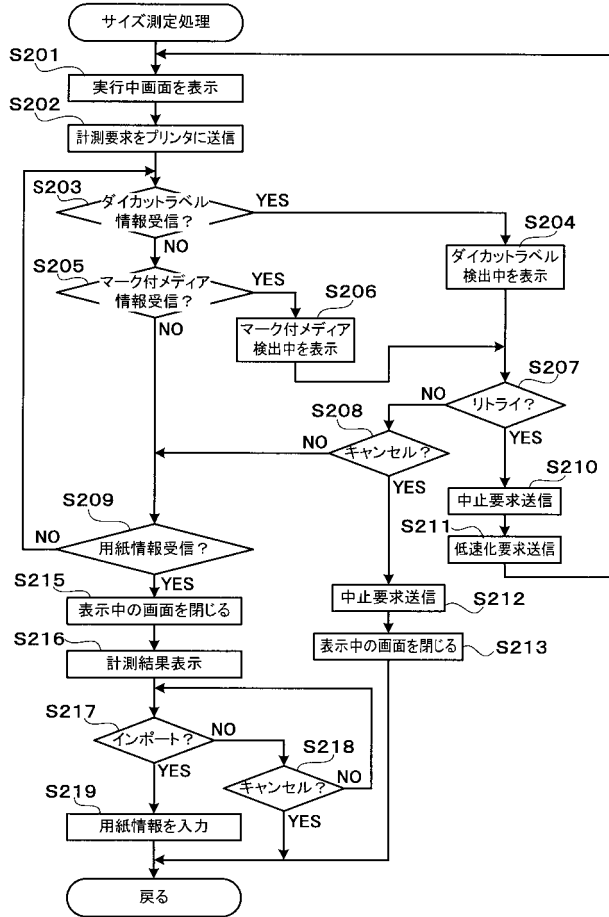 サイズ測定処理
S201
実行中画面を表示
S202
計測要求をプリンタに送信
S203
ダイカットラベル
情報受信？
YES
NO
S204
ダイカットラベル
検出中を表示
S205
マーク付メディア
情報受信？
YES
NO
S206
マーク付メディア
検出中を表示
S207
リトライ？
NO
YES
S208
キャンセル？
NO
YES
S209
用紙情報受信？
NO
YES
S210
中止要求送信
S211
低速化要求送信
S212
中止要求送信
S213
表示中の画面を閉じる
S215
表示中の画面を閉じる
S216
計測結果表示
S217
インポート？
NO
YES
S218
キャンセル？
NO
YES
S219
用紙情報を入力
戻る